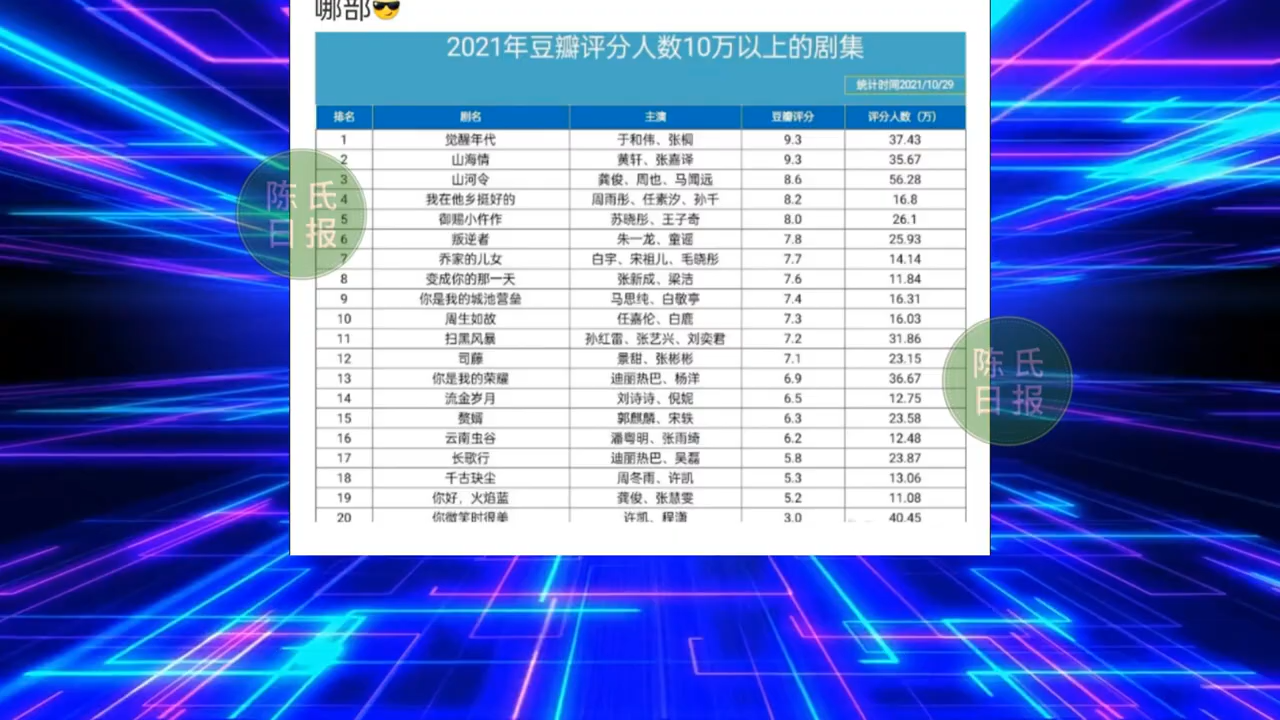 哪部😎
2021年豆瓣评分人数10万以上的剧集
统计时间2021/10/29
排名 剧名 主演 豆瓣评分 评分人数（万）
1 觉醒年代 于和伟、张桐 9.3 37.43
2 山海情 黄轩、张嘉译 9.3 35.67
3 山河令 龚俊、周也、马闻远 8.6 56.28
4 我在他乡挺好的 周雨彤、任素汐、孙千 8.2 16.8
5 御赐小仵作 苏晓彤、王子奇 8.0 26.1
6 叛逆者 朱一龙、童谣 7.8 25.93
7 乔家的儿女 白宇、宋祖儿、毛晓彤 7.7 14.14
8 变成你的那一天 张新成、梁洁 7.6 11.84
9 你是我的城池营垒 马思纯、白敬亭 7.4 16.31
10 周生如故 任嘉伦、白鹿 7.3 16.03
11 扫黑风暴 孙红雷、张艺兴、刘奕君 7.2 31.86
12 司藤 景甜、张彬彬 7.1 23.15
13 你是我的荣耀 迪丽热巴、杨洋 6.9 36.67
14 流金岁月 刘诗诗、倪妮 6.5 12.75
15 赘婿 郭麒麟、宋轶 6.3 23.58
16 云南虫谷 潘粤明、张雨绮 6.2 12.48
17 长歌行 迪丽热巴、吴磊 5.8 23.87
18 千古玦尘 周冬雨、许凯 5.3 13.06
19 你好，火焰蓝 龚俊、张慧雯 5.2 11.08
20 你微笑时很美 许凯、程潇 3.0 40.45
陈氏
日报
陈氏
日报